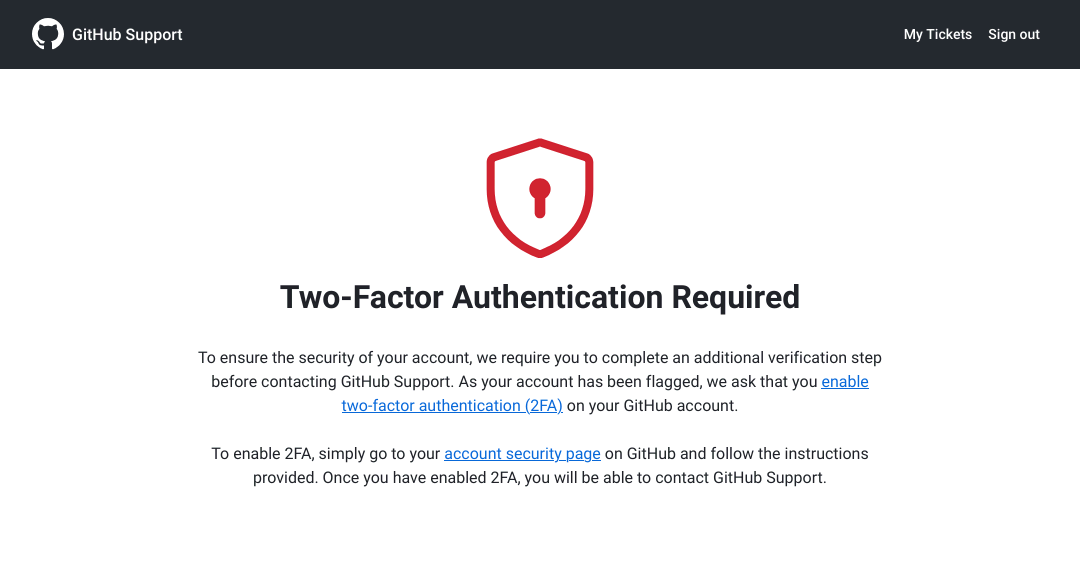 GitHub Support
My Tickets
Sign out
Two-Factor Authentication Required
To ensure the security of your account, we require you to complete an additional verification step
before contacting GitHub Support. As your account has been flagged, we ask that you enable
two-factor authentication (2FA) on your GitHub account.
To enable 2FA, simply go to your account security page on GitHub and follow the instructions
provided. Once you have enabled 2FA, you will be able to contact GitHub Support.